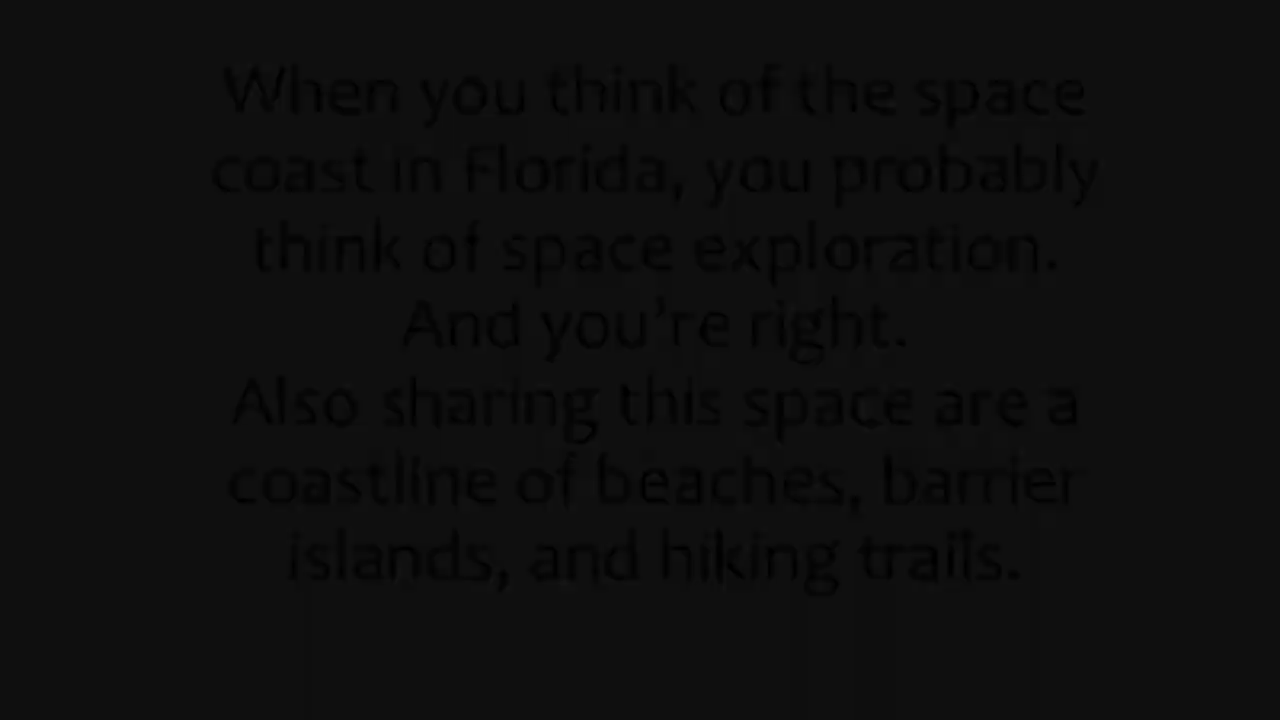 When you think of the space
coast in Florida, you probably
think of space exploration.
And you're right.
Also sharing this space are a
coastline of beaches, barrier
islands, and hiking trails.